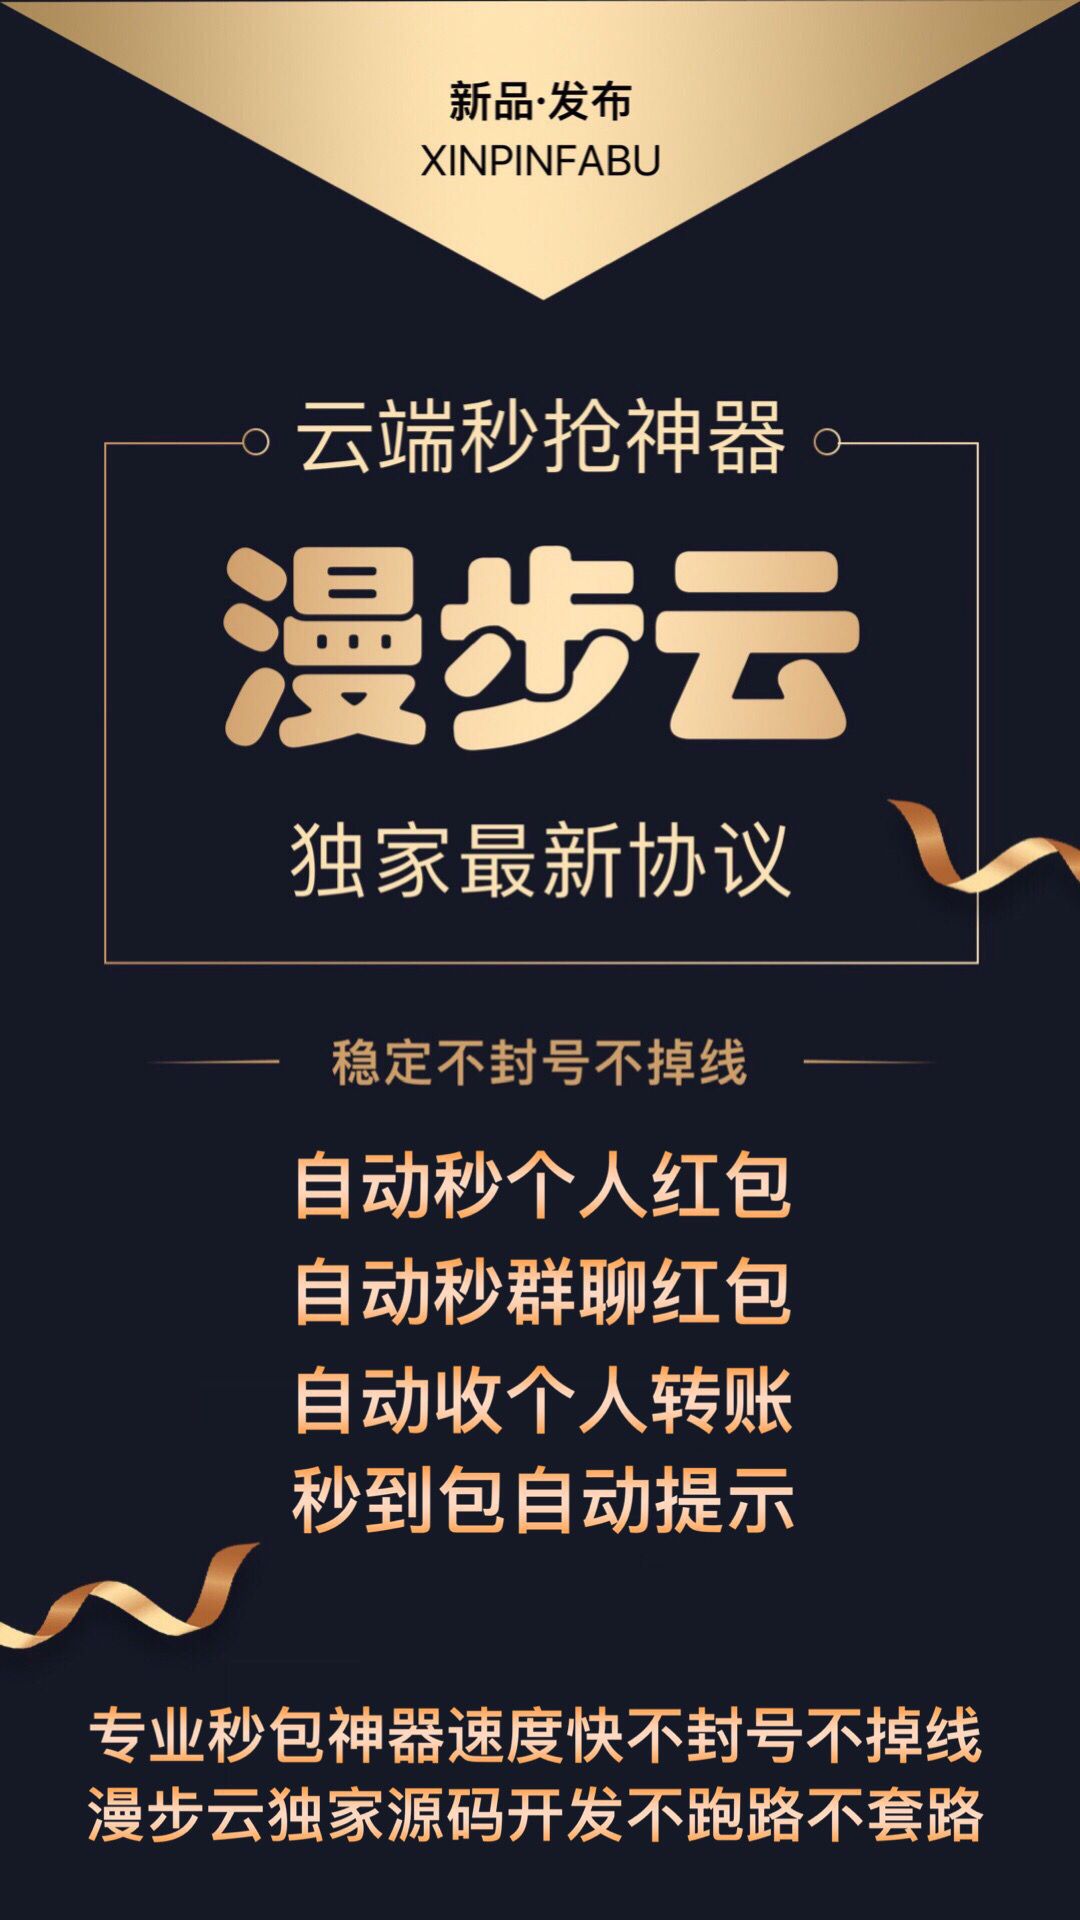 新品·发布
XINPINFABU
云端秒抢神器
漫步云
独家最新协议
稳定不封号不掉线
自动秒个人红包
自动秒群聊红包
自动收个人转账
秒到包自动提示
专业秒包神器速度快不封号不掉线
漫步云独家源码开发不跑路不套路